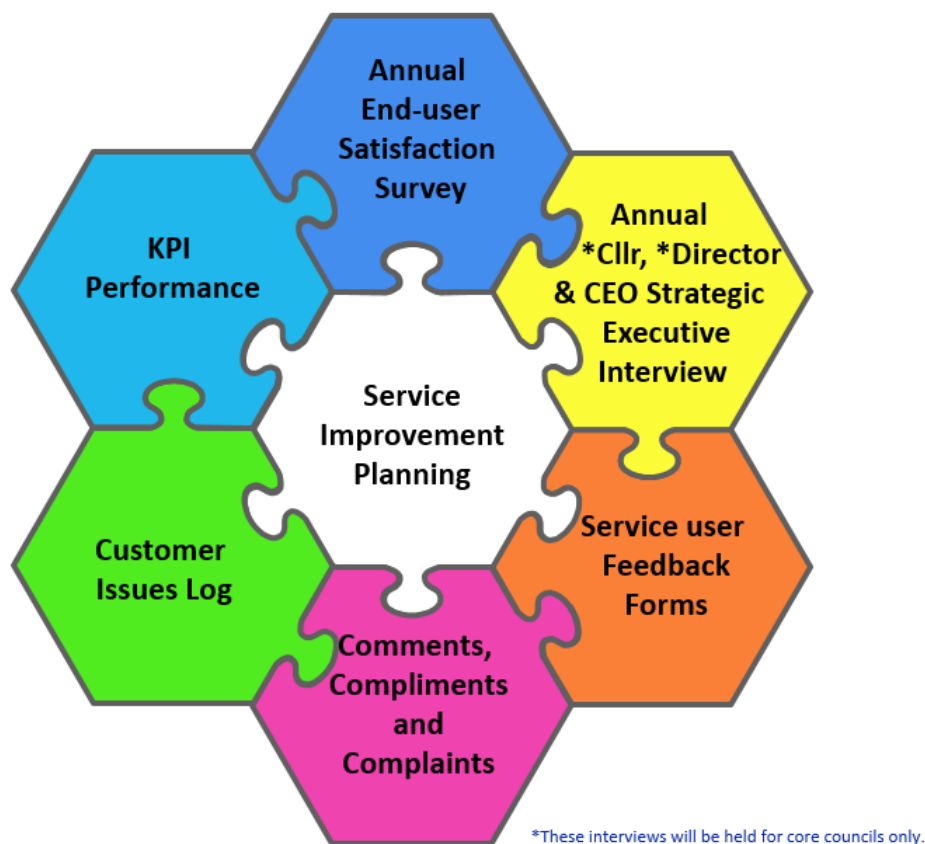 Annual
End-user
Satisfaction
Survey
KPI
Performance
Annual
*Cllr, *Director
& CEO Strategic
Executive
Interview
Service
Improvement
Planning
Customer
Issues Log
Service user
Feedback
Forms
Comments,
Compliments
and
Complaints
*These interviews will be held for core councils only.